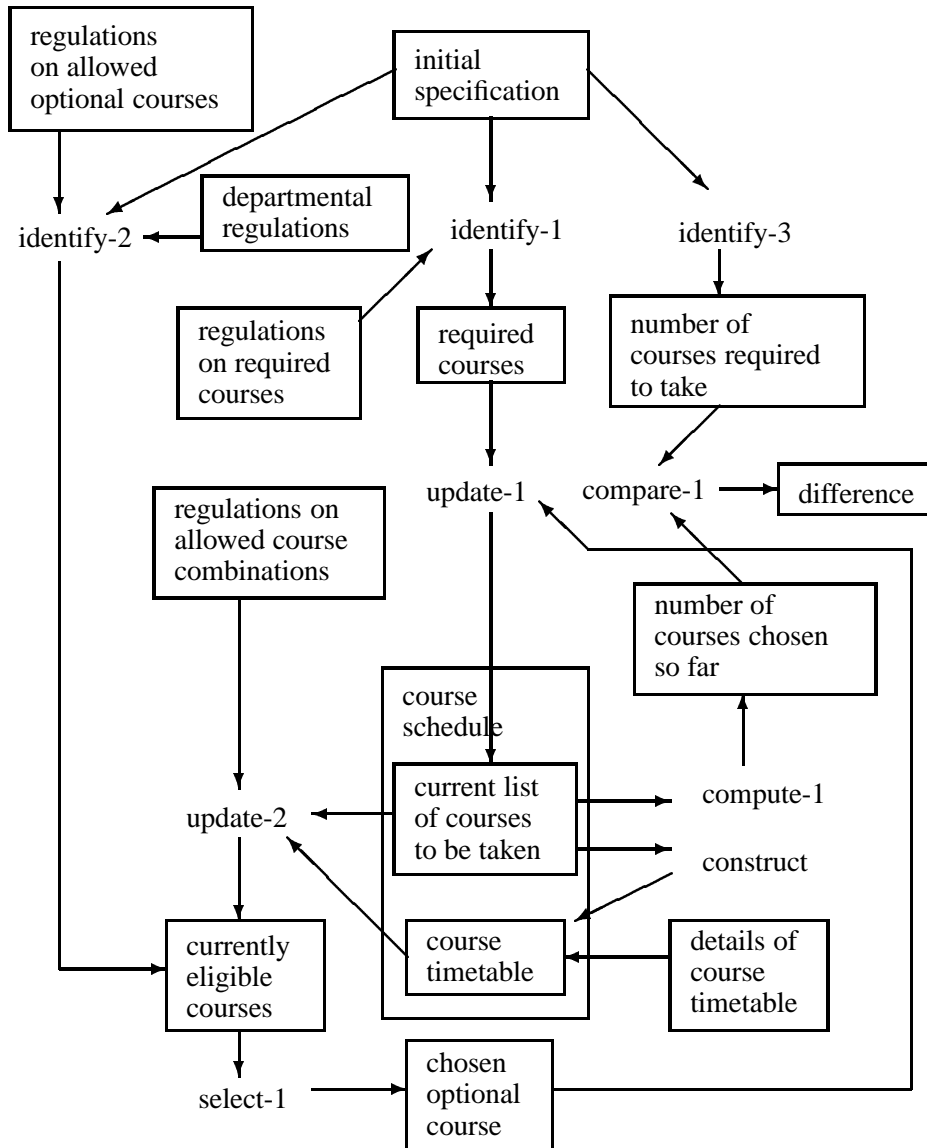 regulations
on allowed
optional courses
initial
specification
departmental
regulations
identify-2
identify-1
identify-3
regulations
on required
courses
required
courses
number of
courses required
to take
update-1
compare-1
difference
regulations on
allowed course
combinations
number of
courses chosen
so far
course
schedule
current list
of courses
to be taken
compute-1
update-2
construct
currently
eligible
courses
course
timetable
details of
course
timetable
select-1
chosen
optional
course